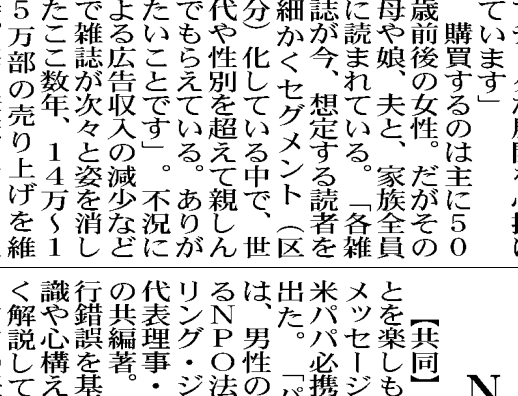 ています」
購買するのは主に５０
歳前後の女性。だがその
母や娘、夫と、家族全員
に読まれている。「各雑
誌が今、想定する読者を
細かくセグメント（区
分）化している中で、世
代や性別を超えて親しん
でもらえている。ありが
たいことです」。不況に
よる広告収入の減少など
で雑誌が次々と姿を消し
たここ数年、１４万～１
５万部の売り上げを維
N
【共同】
とを楽しも
メッセージ
米パパ必携
出た。「パ
は、男性の
るＮＰＯ法
リング・ジ
代表理事・
の共編著。
行錯誤を基
識や心構え
く解説して